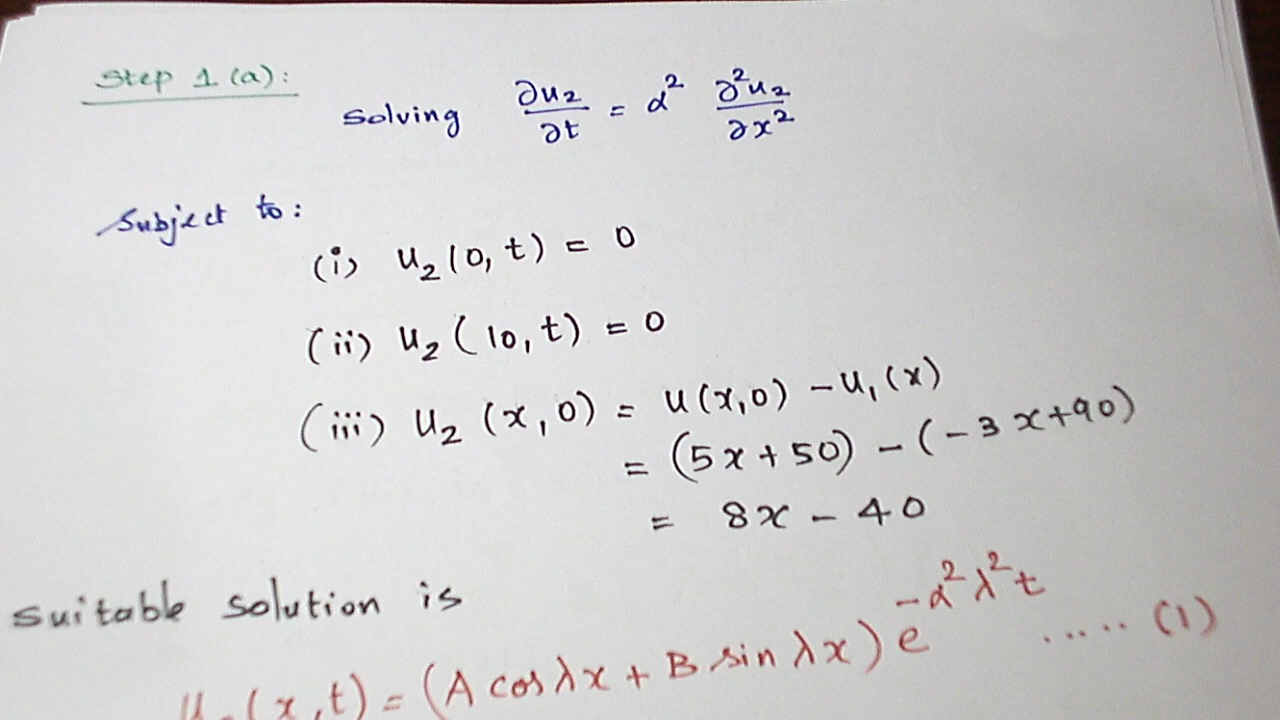 Step 1 (a):
Solving ∂u₂/∂t = α² ∂²u₂/∂x²
Subject to:
(i) u₂(0, t) = 0
(ii) u₂(10, t) = 0
(iii) u₂(x, 0) = u(x, 0) - u₁(x)
= (5x + 50) - (-3x + 90)
= 8x - 40
suitable solution is
u₂(x, t) = (A cos λx + B sin λx) e^(-α²λ²t) ..... (1)